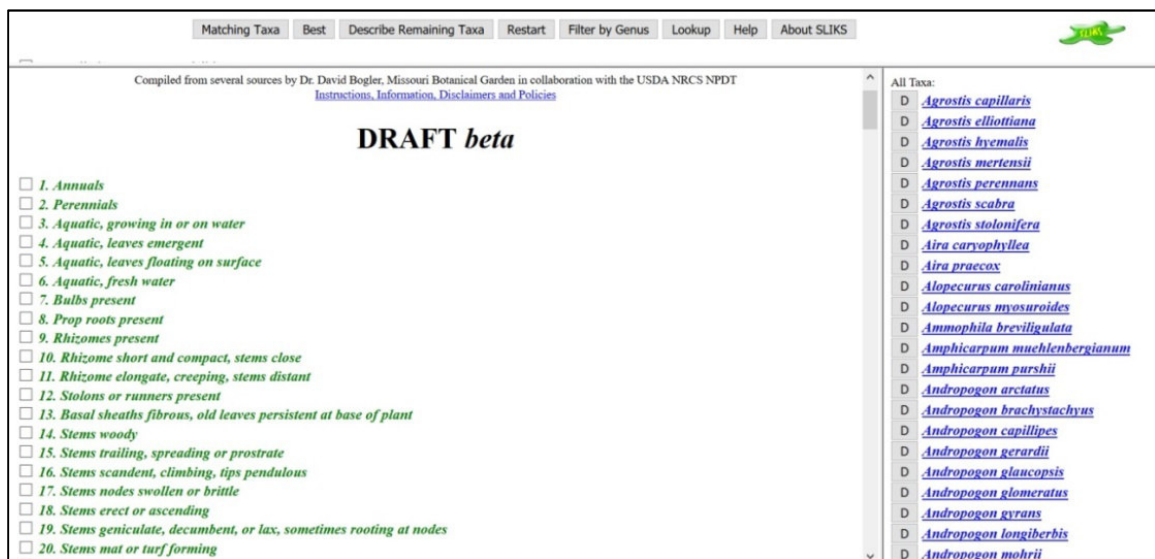 Matching Taxa Best Describe Remaining Taxa Restart Filter by Genus Lookup Help About SLIKS
SLIKS
Compiled from several sources by Dr. David Bogler, Missouri Botanical Garden in collaboration with the USDA NRCS NPDT
Instructions, Information, Disclaimers and Policies
DRAFT beta
1. Annuals
2. Perennials
3. Aquatic, growing in or on water
4. Aquatic, leaves emergent
5. Aquatic, leaves floating on surface
6. Aquatic, fresh water
7. Bulbs present
8. Prop roots present
9. Rhizomes present
10. Rhizome short and compact, stems close
11. Rhizome elongate, creeping, stems distant
12. Stolons or runners present
13. Basal sheaths fibrous, old leaves persistent at base of plant
14. Stems woody
15. Stems trailing, spreading or prostrate
16. Stems scandent, climbing, tips pendulous
17. Stems nodes swollen or brittle
18. Stems erect or ascending
19. Stems geniculate, decumbent, or lax, sometimes rooting at nodes
20. Stems mat or turf forming
All Taxa:
D Agrostis capillaris
D Agrostis elliottiana
D Agrostis hyemalis
D Agrostis mertensii
D Agrostis perennans
D Agrostis scabra
D Agrostis stolonifera
D Aira caryophyllea
D Aira praecox
D Alopecurus carolinianus
D Alopecurus myosuroides
D Ammophila breviligulata
D Amphicarpum muehlenbergianum
D Amphicarpum purshii
D Andropogon arctatus
D Andropogon brachystachyus
D Andropogon capillipes
D Andropogon gerardii
D Andropogon glaucopsis
D Andropogon glomeratus
D Andropogon gyrans
D Andropogon longiberbis
D Andropogon mohrii